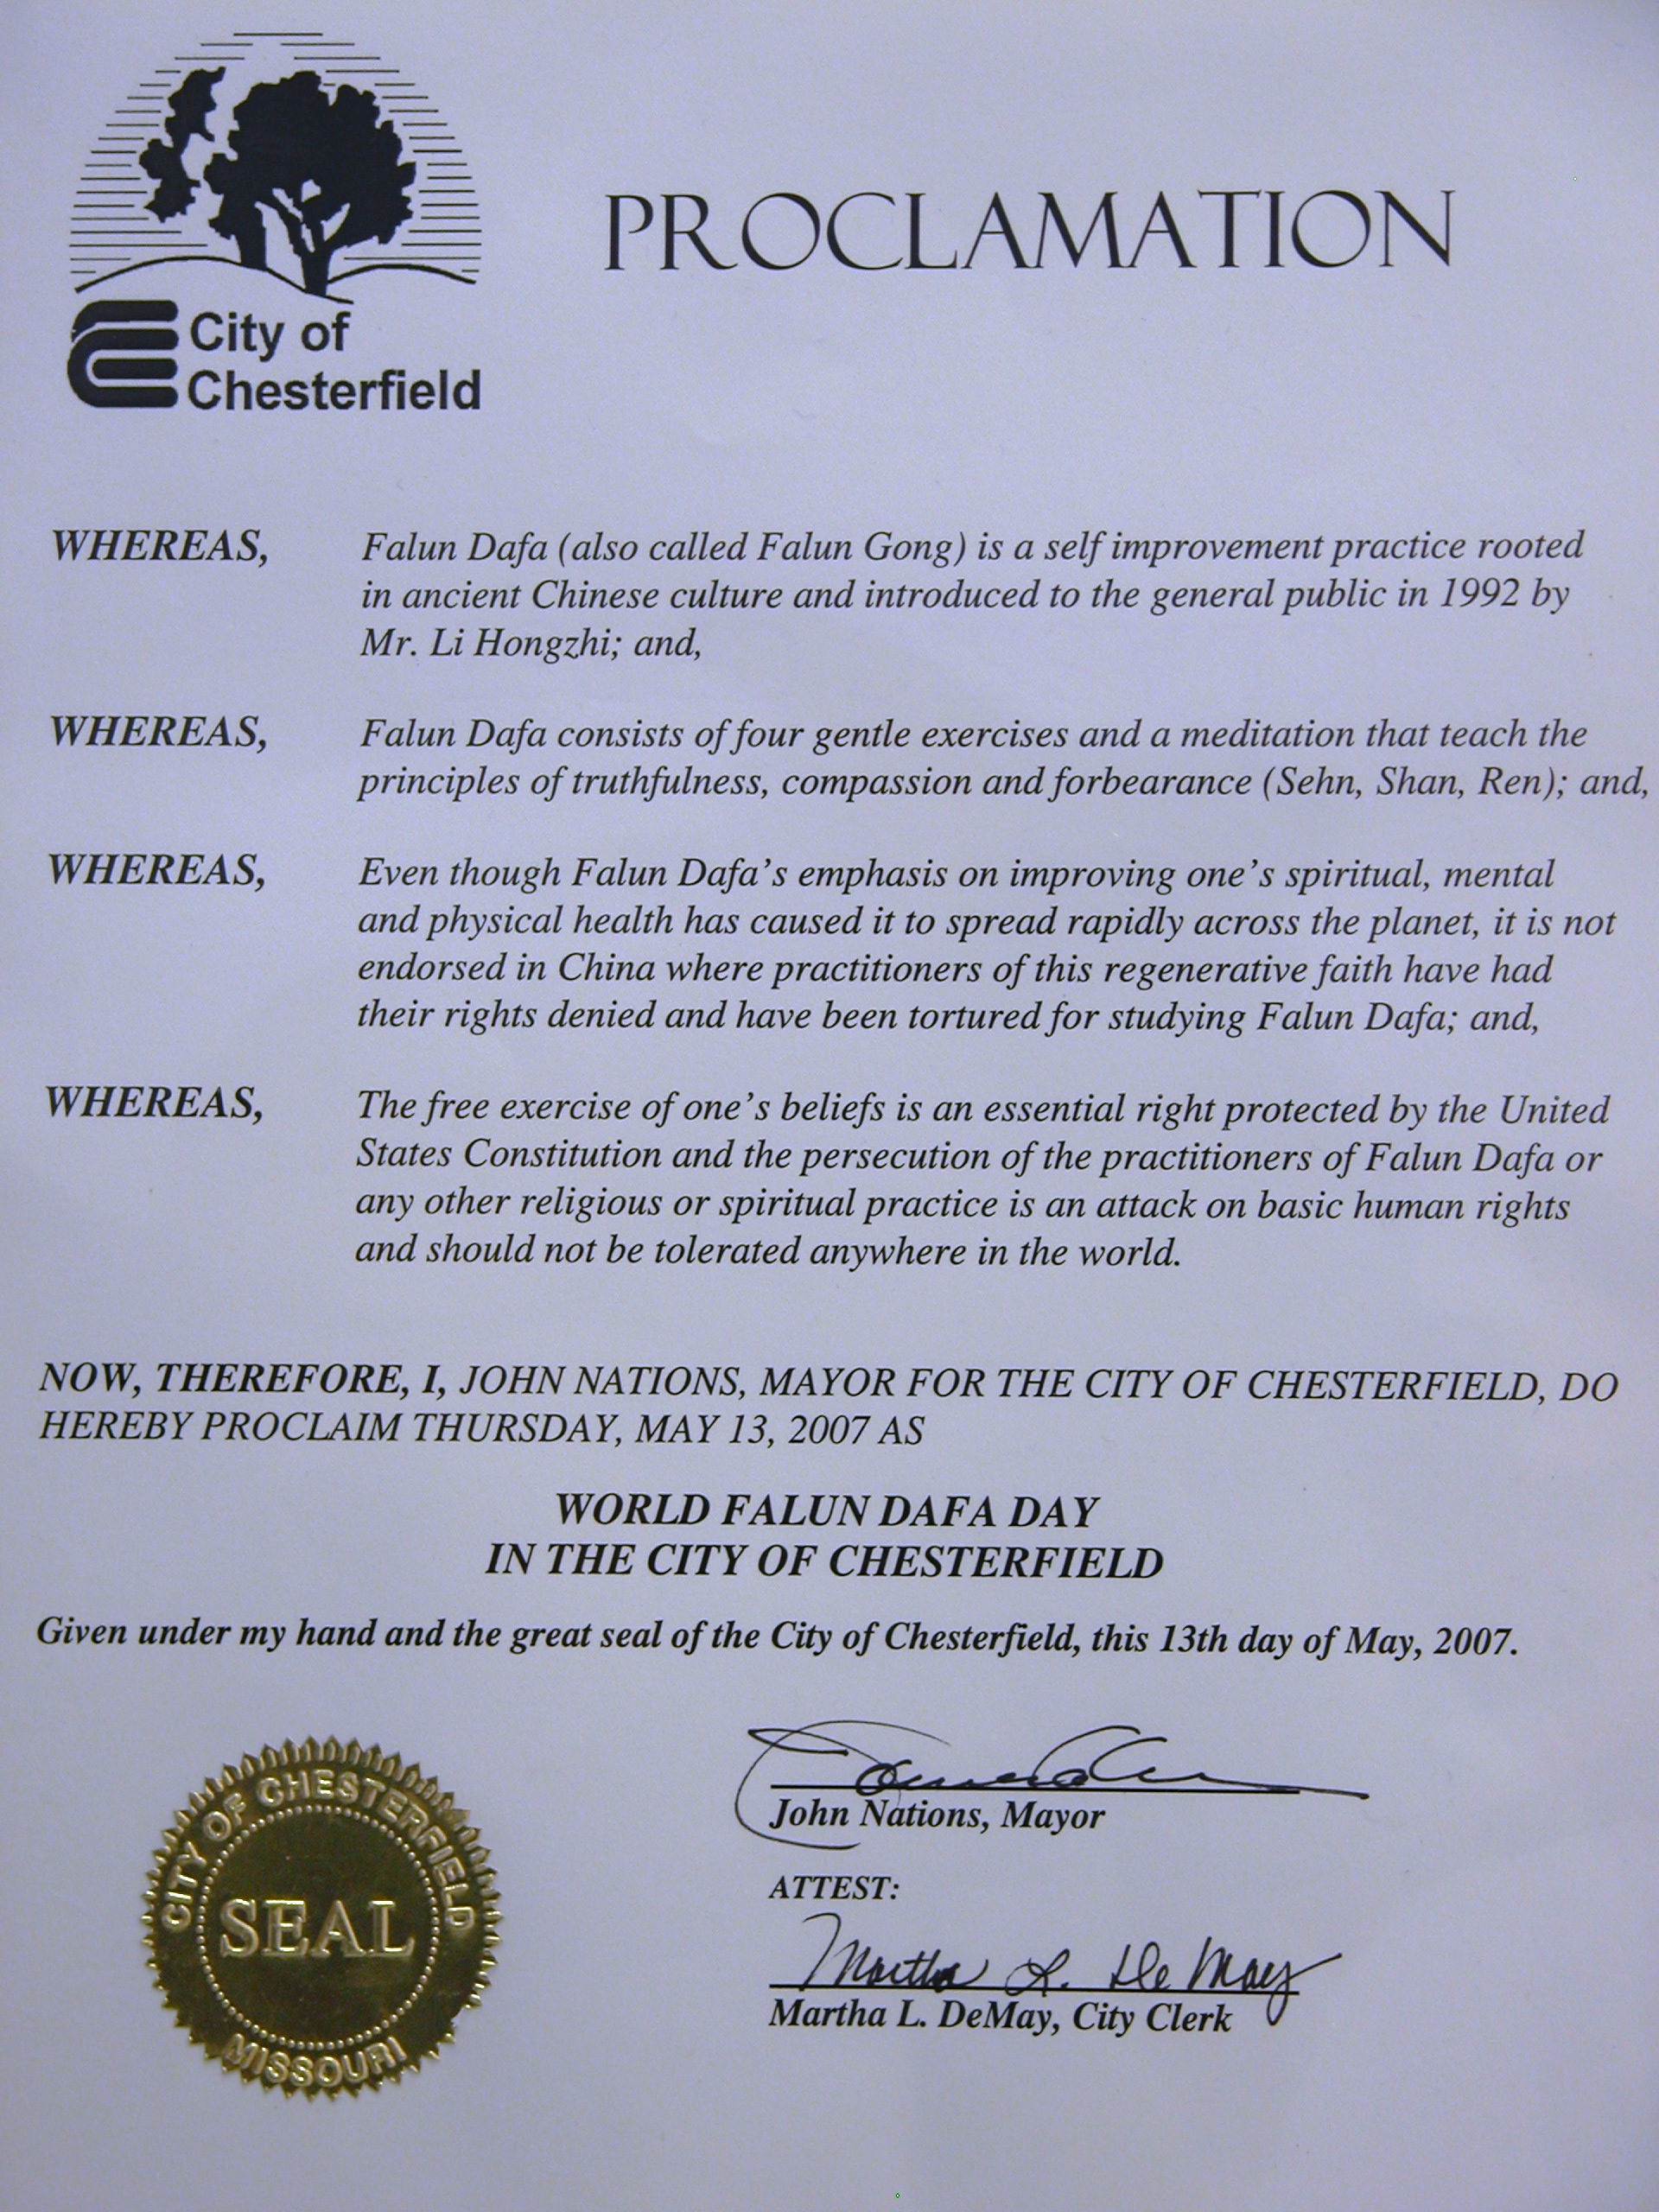 PROCLAMATION
City of
Chesterfield
WHEREAS, Falun Dafa (also called Falun Gong) is a self improvement practice rooted
in ancient Chinese culture and introduced to the general public in 1992 by
Mr. Li Hongzhi; and,
WHEREAS, Falun Dafa consists of four gentle exercises and a meditation that teach the
principles of truthfulness, compassion and forbearance (Sehn, Shan, Ren); and,
WHEREAS, Even though Falun Dafa's emphasis on improving one's spiritual, mental
and physical health has caused it to spread rapidly across the planet, it is not
endorsed in China where practitioners of this regenerative faith have had
their rights denied and have been tortured for studying Falun Dafa; and,
WHEREAS, The free exercise of one's beliefs is an essential right protected by the United
States Constitution and the persecution of the practitioners of Falun Dafa or
any other religious or spiritual practice is an attack on basic human rights
and should not be tolerated anywhere in the world.
NOW, THEREFORE, I, JOHN NATIONS, MAYOR FOR THE CITY OF CHESTERFIELD, DO
HEREBY PROCLAIM THURSDAY, MAY 13, 2007 AS
WORLD FALUN DAFA DAY
IN THE CITY OF CHESTERFIELD
Given under my hand and the great seal of the City of Chesterfield, this 13th day of May, 2007.
John Nations, Mayor
ATTEST:
Martha L. De May
Martha L. DeMay, City Clerk
CITY OF CHESTERFIELD
SEAL
MISSOURI